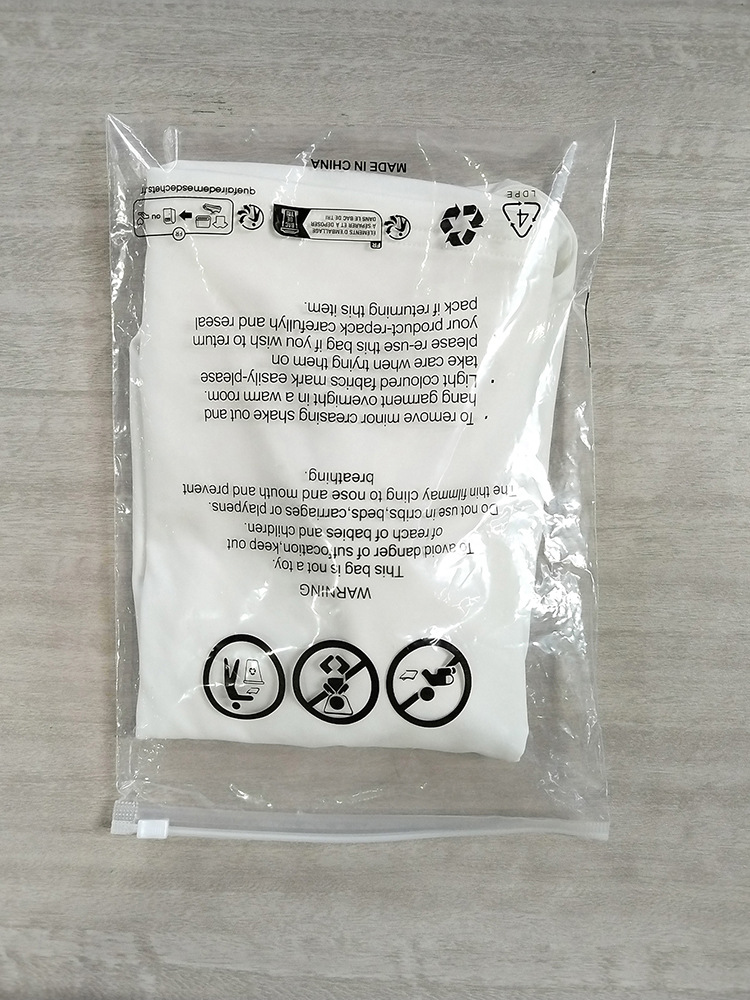 WARNING
This bag is not a toy.
To avoid danger of suffocation,keep out
of reach of babies and children.
Do not use in cribs,beds,carriages or playpens.
The thin filmmay cling to nose and mouth and prevent
breathing.
• To remove minor creasing shake out and
hang garment overnight in a warm room.
• Light coloured fabrics mark easily-please
take care when trying them on
please re-use this bag if you wish to return
your product-repack carefullyh and reseal
pack if returning this item.
4
LDPE
FR
ÉLÉMENTS D'EMBALLAGE
À SÉPARER ET À DÉPOSER
DANS LE BAC DE TRI
FR
OU
quefairedemesdechets.fr
MADE IN CHINA